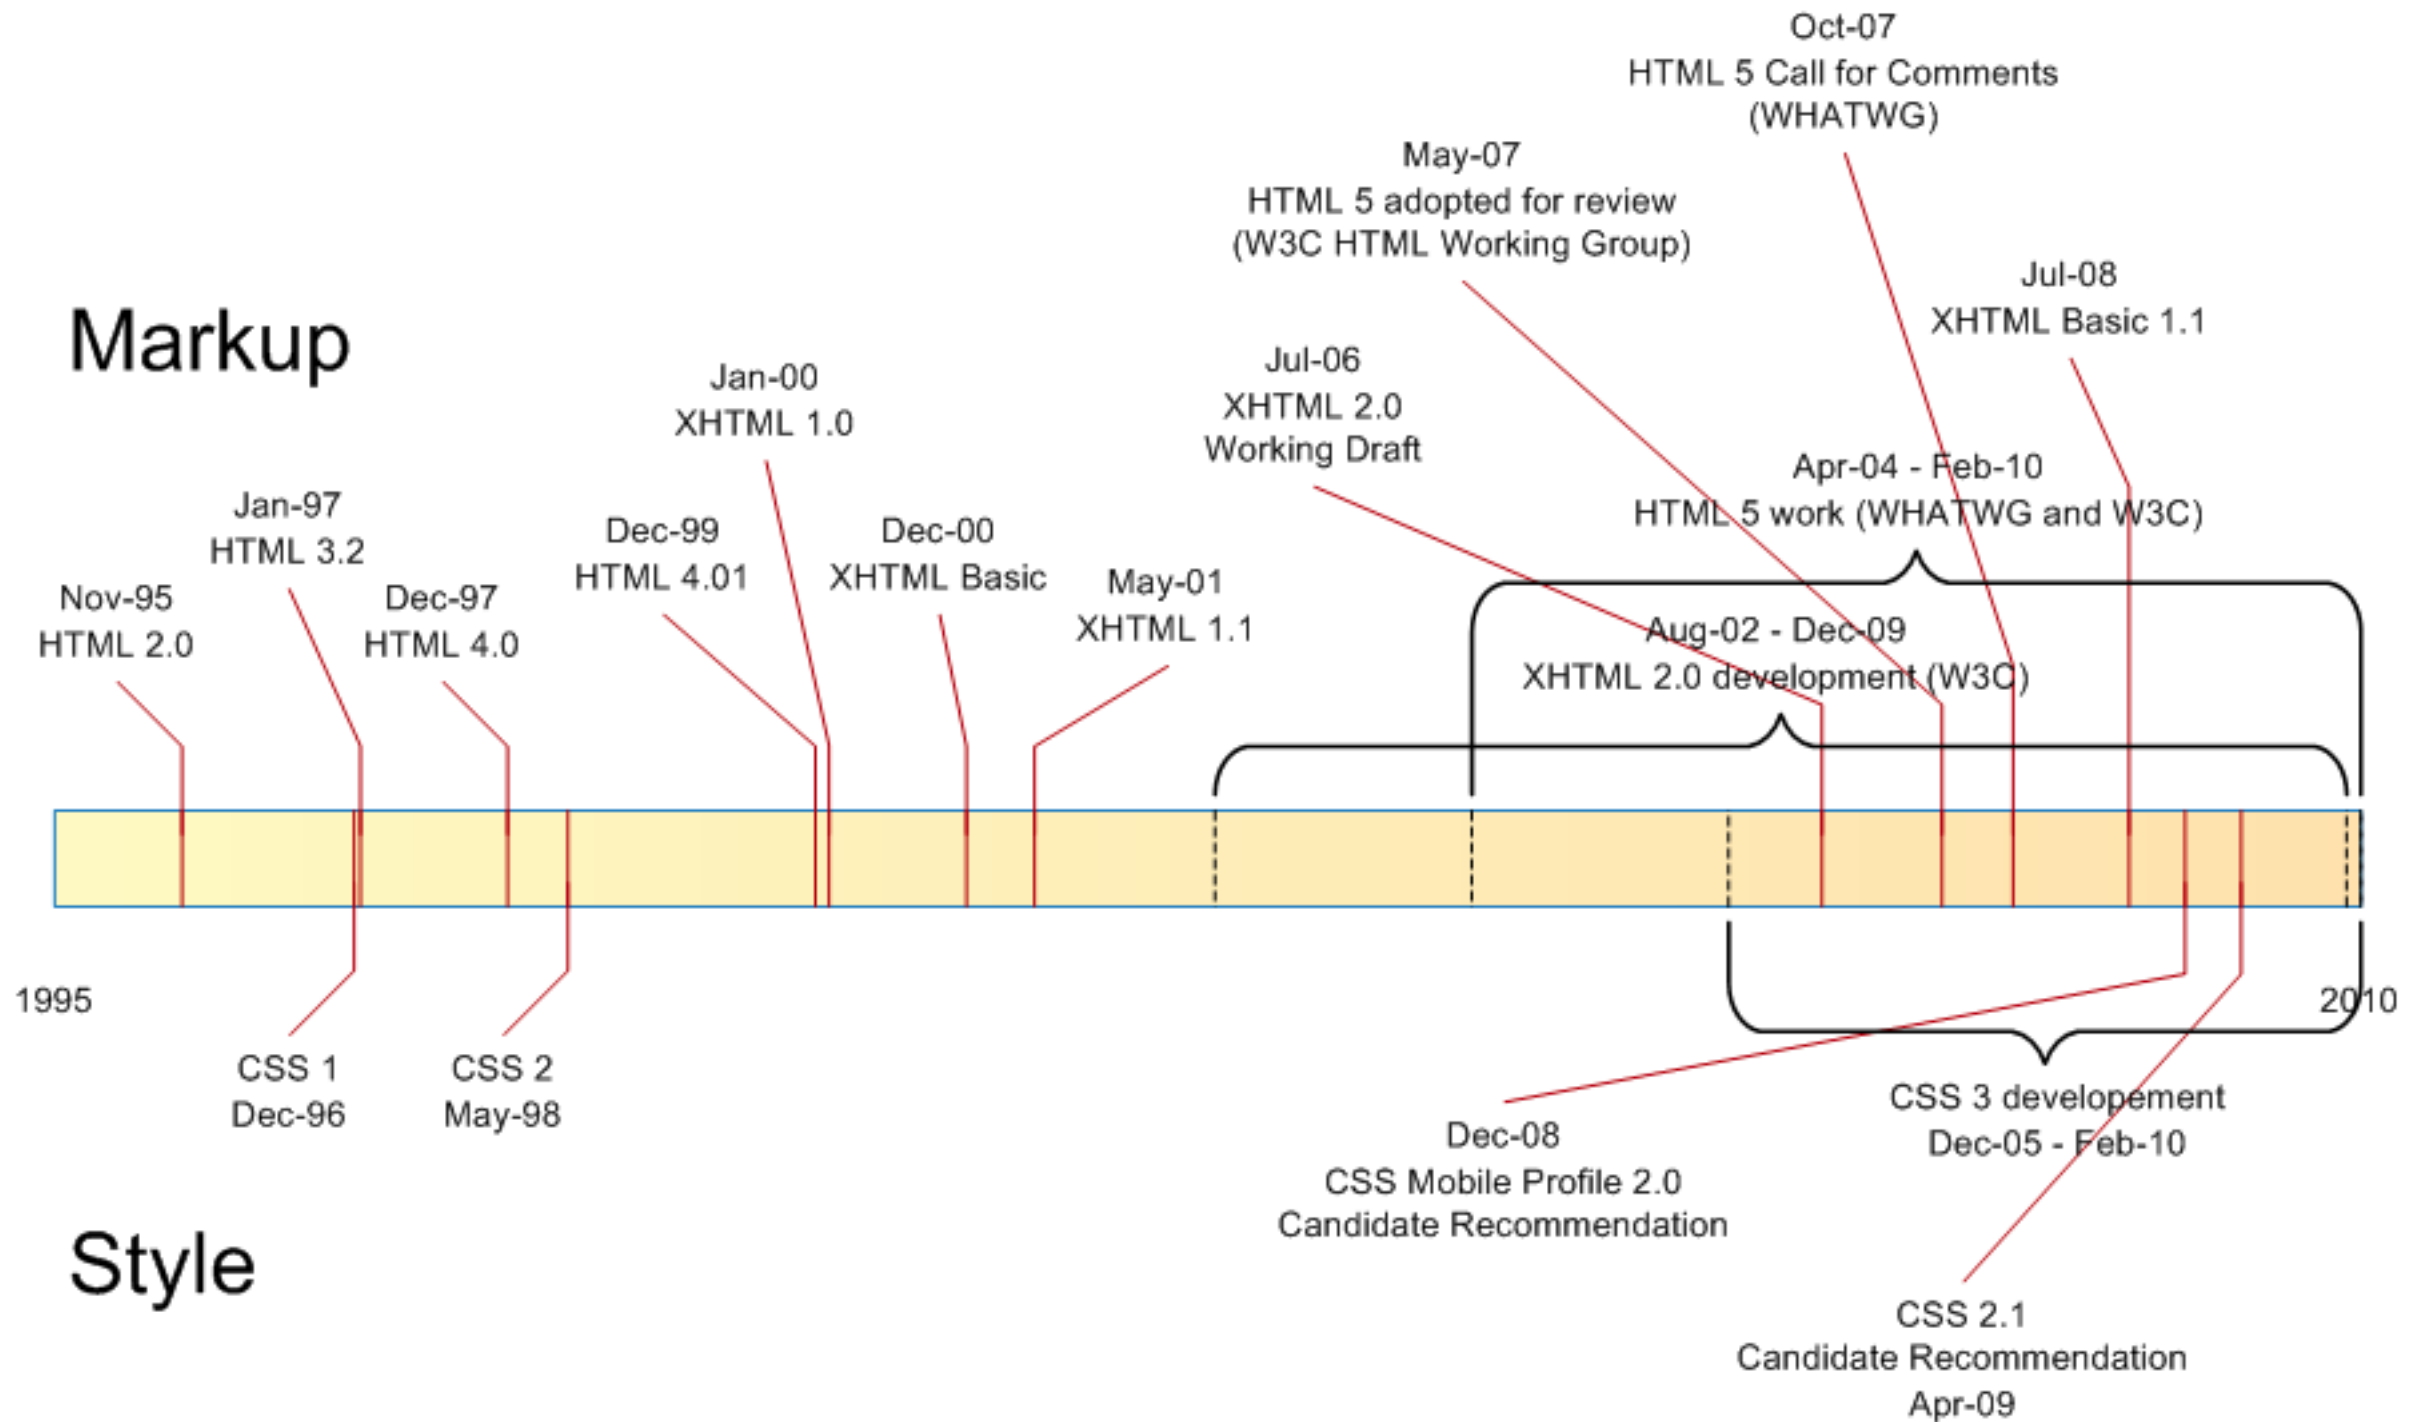 Oct-07
HTML 5 Call for Comments
(WHATWG)
May-07
HTML 5 adopted for review
(W3C HTML Working Group)
Jul-08
XHTML Basic 1.1
Markup
Jul-06
XHTML 2.0
Working Draft
Jan-00
XHTML 1.0
Apr-04 - Feb-10
HTML 5 work (WHATWG and W3C)
Jan-97
HTML 3.2
Dec-99
HTML 4.01
Dec-00
XHTML Basic
May-01
XHTML 1.1
Nov-95
HTML 2.0
Dec-97
HTML 4.0
Aug-02 - Dec-09
XHTML 2.0 development (W3C)
1995
2010
CSS 1
Dec-96
CSS 2
May-98
CSS 3 developement
Dec-05 - Feb-10
Dec-08
CSS Mobile Profile 2.0
Candidate Recommendation
Style
CSS 2.1
Candidate Recommendation
Apr-09